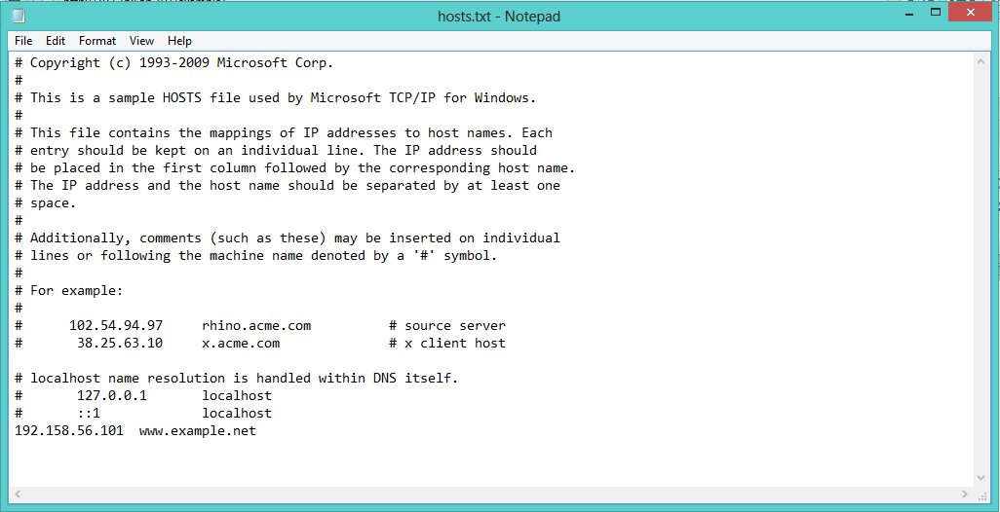 hosts.txt - Notepad
File Edit Format View Help
# Copyright (c) 1993-2009 Microsoft Corp.
#
# This is a sample HOSTS file used by Microsoft TCP/IP for Windows.
#
# This file contains the mappings of IP addresses to host names. Each
# entry should be kept on an individual line. The IP address should
# be placed in the first column followed by the corresponding host name.
# The IP address and the host name should be separated by at least one
# space.
#
# Additionally, comments (such as these) may be inserted on individual
# lines or following the machine name denoted by a '#' symbol.
#
# For example:
#
#      102.54.94.97     rhino.acme.com          # source server
#       38.25.63.10     x.acme.com              # x client host
# localhost name resolution is handled within DNS itself.
#       127.0.0.1       localhost
#       ::1             localhost
192.158.56.101  www.example.net